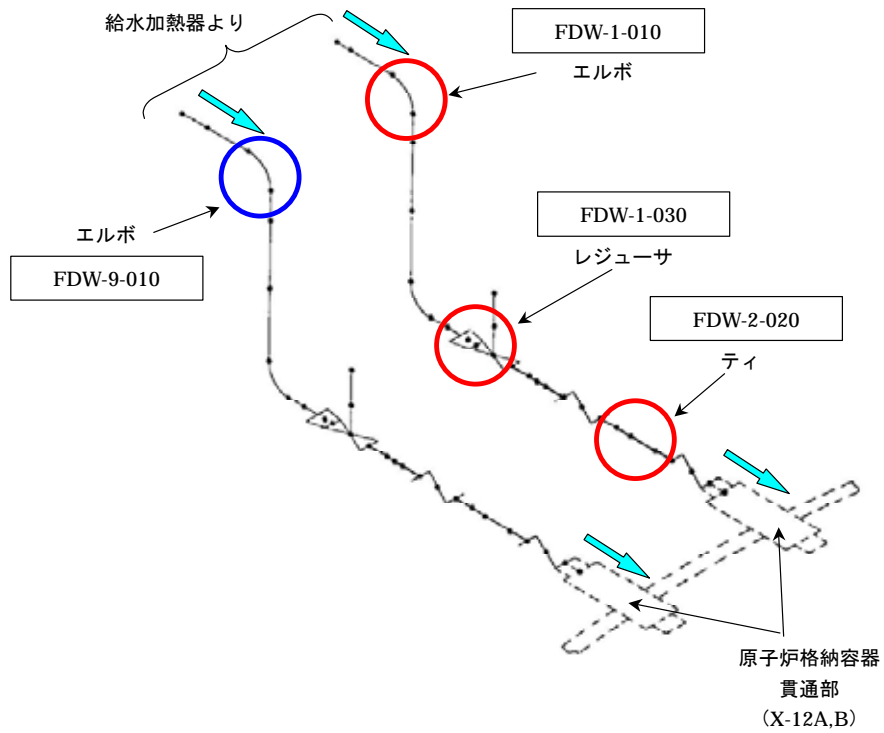 給水加熱器より
FDW-1-010
エルボ
エルボ
FDW-9-010
FDW-1-030
レジューサ
FDW-2-020
ティ
原子炉格納容器
貫通部
(X-12A,B)